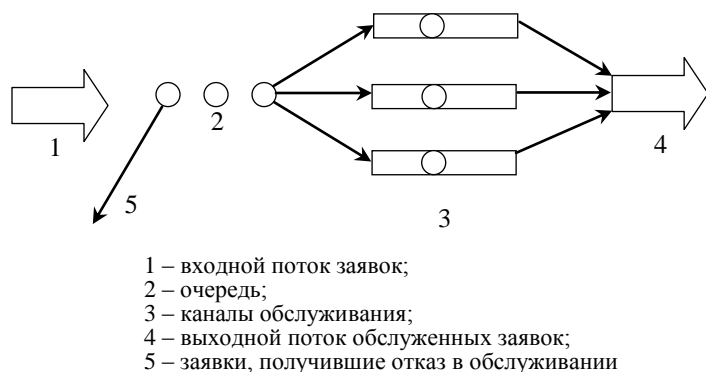 1
2
5
3
4
1 – входной поток заявок;
2 – очередь;
3 – каналы обслуживания;
4 – выходной поток обслуженных заявок;
5 – заявки, получившие отказ в обслуживании